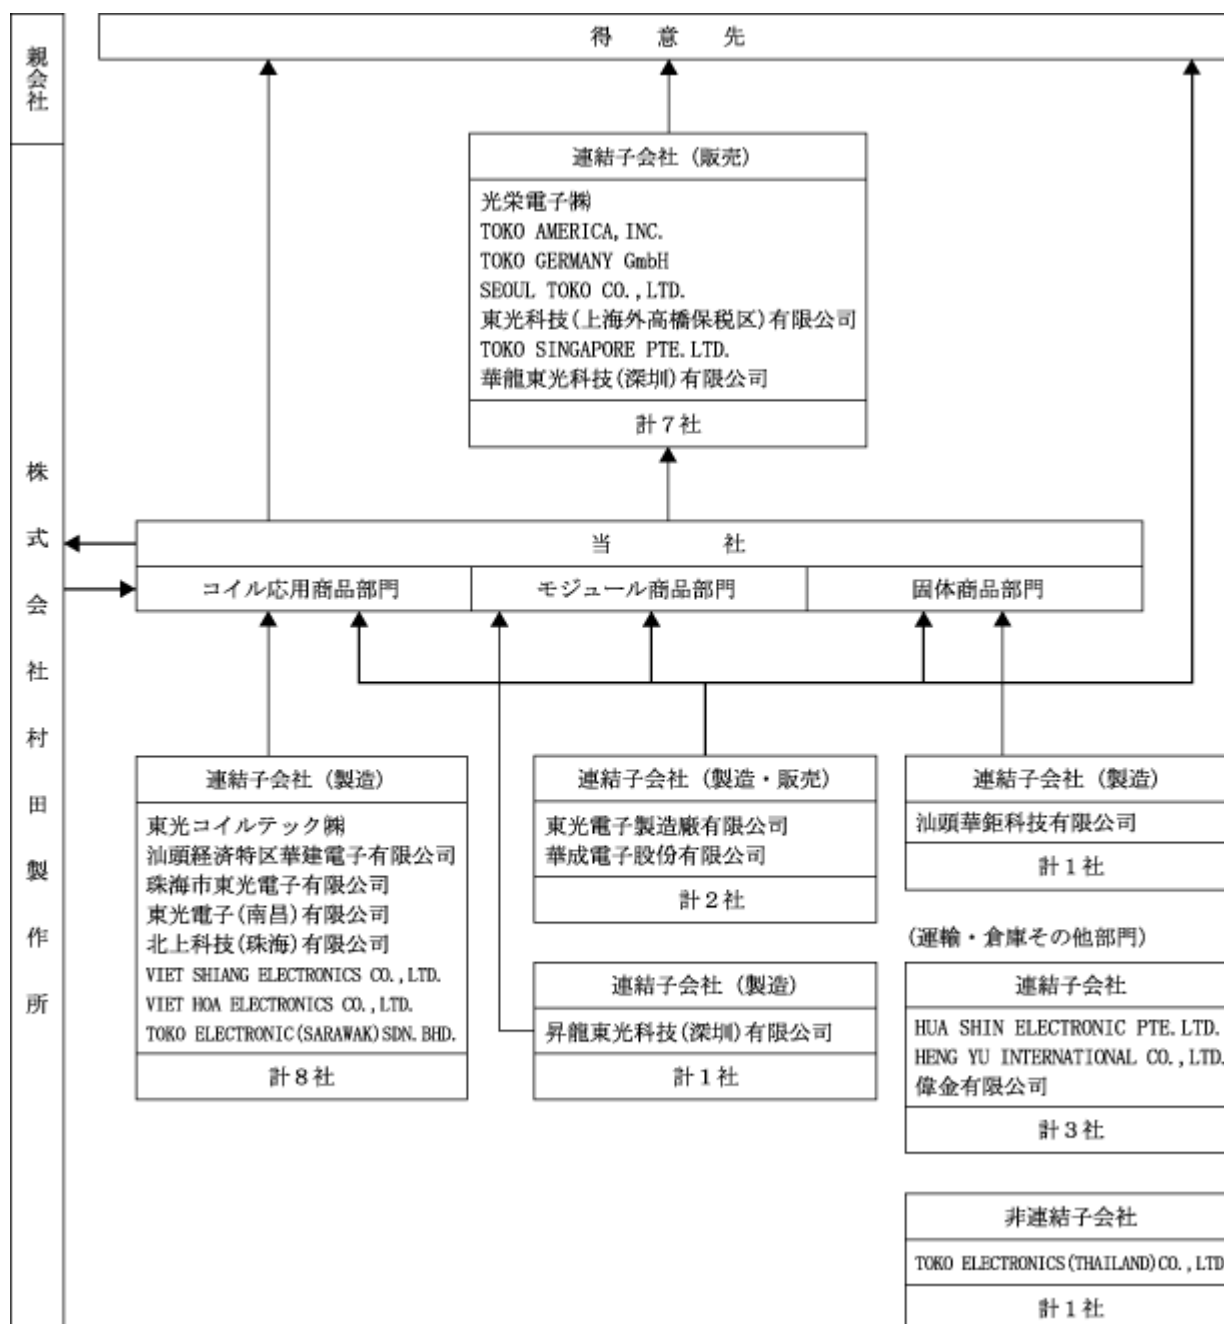 親会社
株式会社村田製作所
得意先
連結子会社（販売）
光栄電子㈱
TOKO AMERICA, INC.
TOKO GERMANY GmbH
SEOUL TOKO CO.,LTD.
東光科技(上海外高橋保税区)有限公司
TOKO SINGAPORE PTE.LTD.
華龍東光科技(深圳)有限公司
計７社
当社
コイル応用商品部門
モジュール商品部門
固体商品部門
連結子会社（製造）
東光コイルテック㈱
汕頭経済特区華建電子有限公司
珠海市東光電子有限公司
東光電子(南昌)有限公司
北上科技(珠海)有限公司
VIET SHIANG ELECTRONICS CO.,LTD.
VIET HOA ELECTRONICS CO.,LTD.
TOKO ELECTRONIC(SARAWAK)SDN.BHD.
計８社
連結子会社（製造・販売）
東光電子製造廠有限公司
華成電子股份有限公司
計２社
連結子会社（製造）
昇龍東光科技(深圳)有限公司
計１社
連結子会社（製造）
汕頭華鉅科技有限公司
計１社
(運輸・倉庫その他部門)
連結子会社
HUA SHIN ELECTRONIC PTE.LTD.
HENG YU INTERNATIONAL CO.,LTD.
偉金有限公司
計３社
非連結子会社
TOKO ELECTRONICS(THAILAND)CO.,LTD
計１社